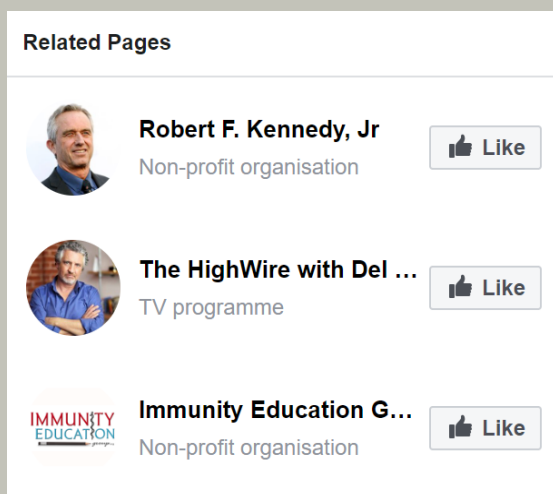 Related Pages
Robert F. Kennedy, Jr
Non-profit organisation
Like
The HighWire with Del ...
TV programme
Like
IMMUNITY
EDUCATION
Immunity Education G...
Non-profit organisation
Like